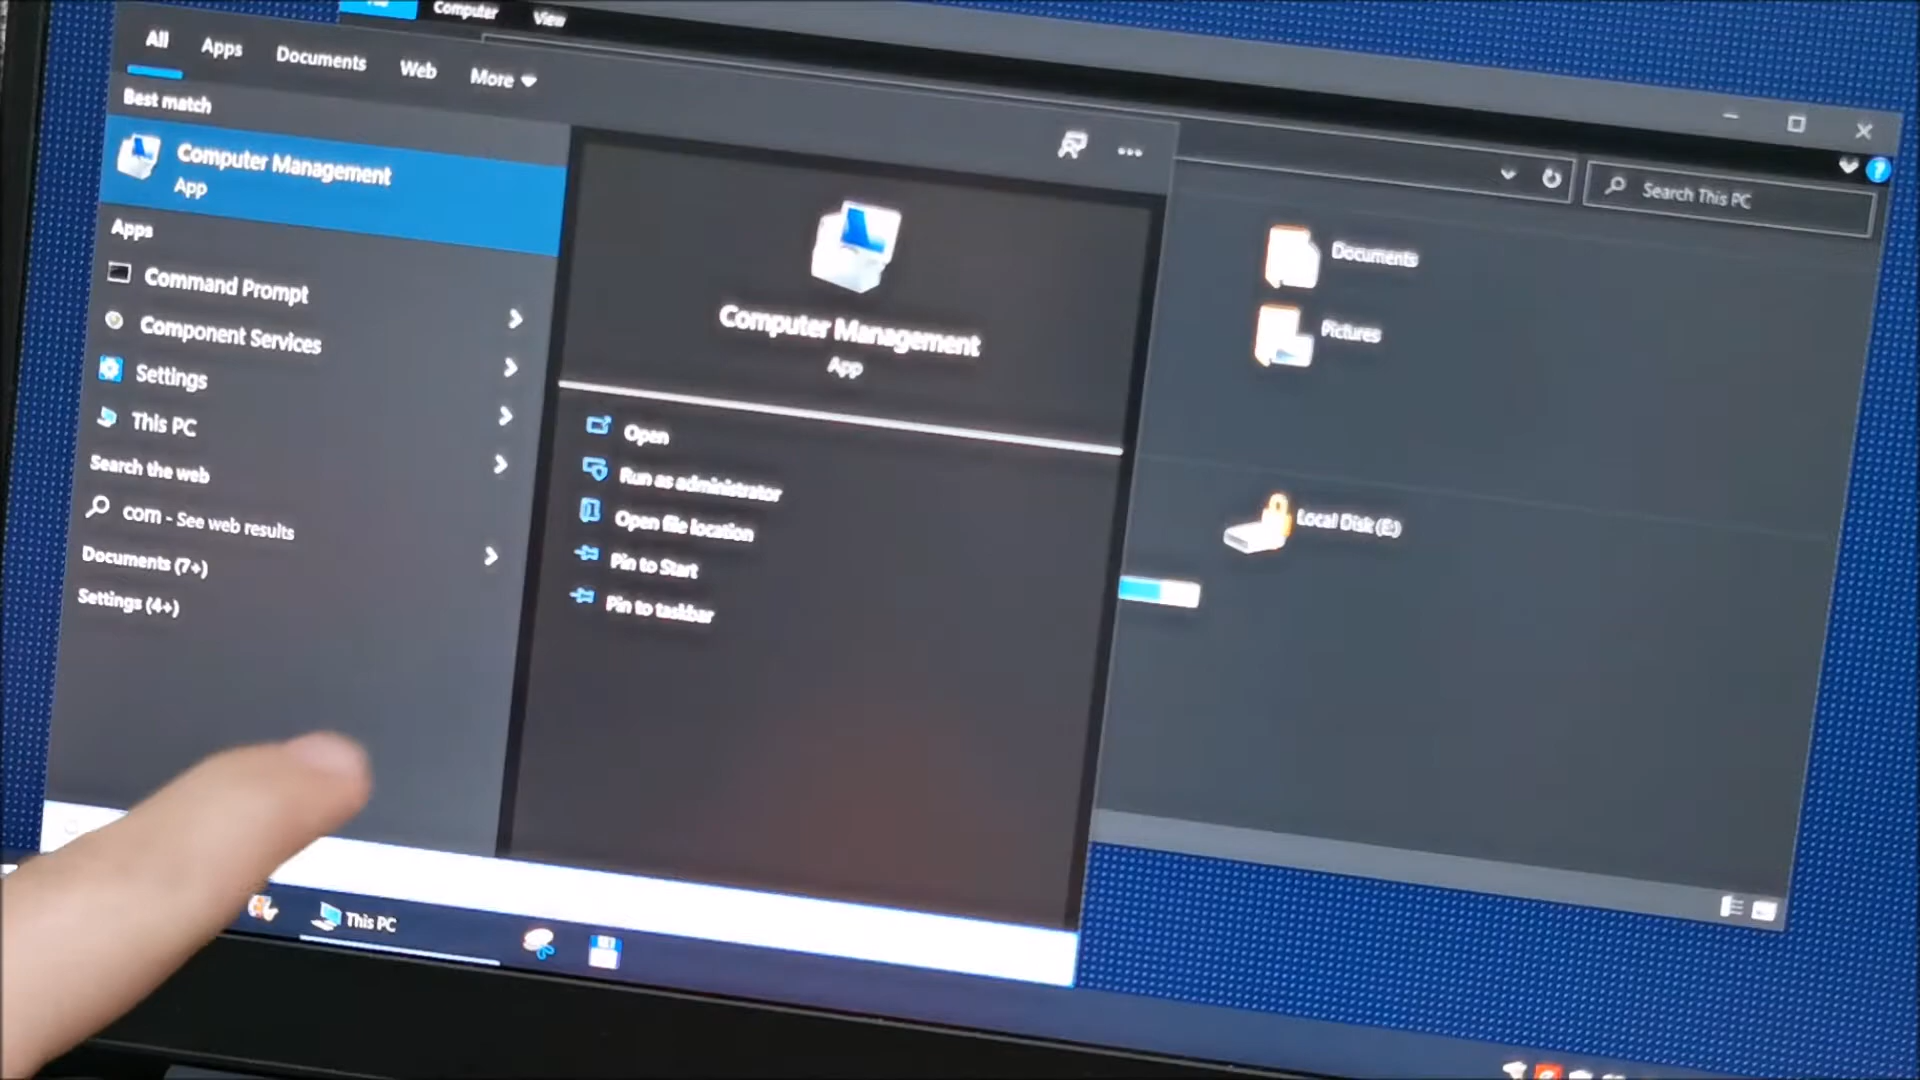 Computer View
All Apps Documents Web More
Best match
Computer Management
App
Apps
Command Prompt
Component Services
Settings
This PC
Search the web
com - See web results
Documents (7+)
Settings (4+)
Computer Management
App
Open
Run as administrator
Open file location
Pin to Start
Pin to taskbar
Search This PC
Documents
Pictures
Local Disk (E:)
This PC